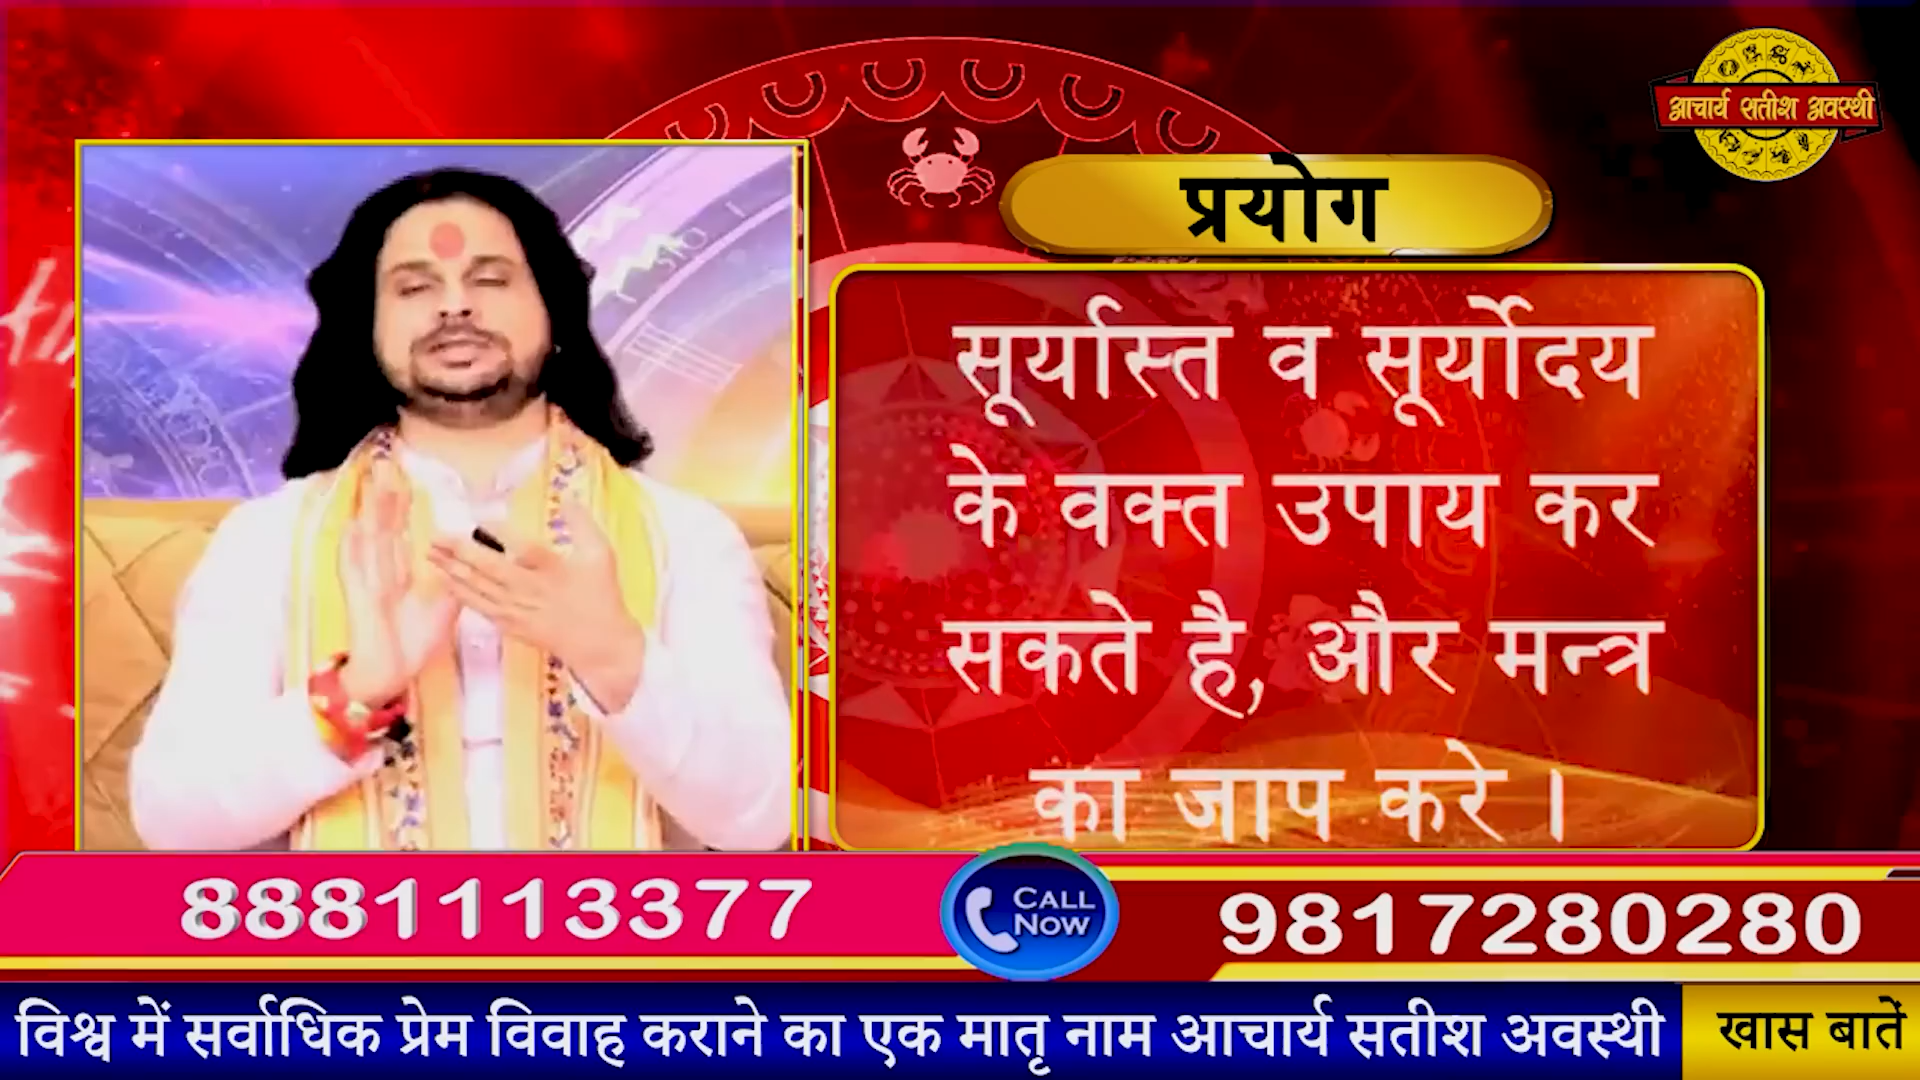 आचार्य सतीश अवस्थी
प्रयोग
सूर्यास्त व सूर्योदय
के वक्त उपाय कर
सकते है, और मन्त्र
का जाप करे ।
8881113377
CALL
NOW
9817280280
विश्व में सर्वाधिक प्रेम विवाह कराने का एक मातृ नाम आचार्य सतीश अवस्थी
खास बातें